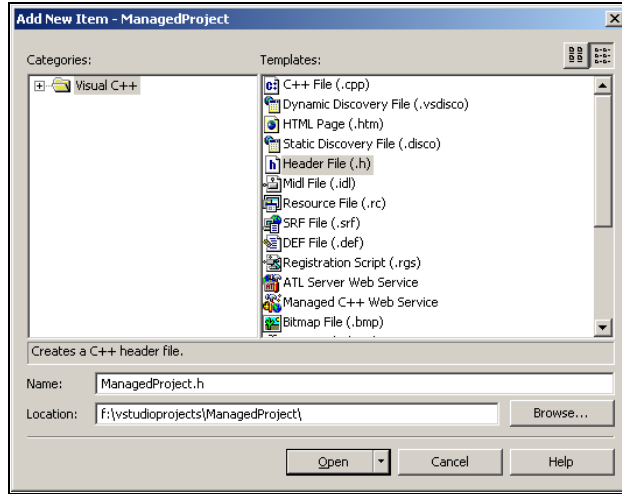 Add New Item - ManagedProject
Categories:
Templates:
Visual C++
C++ File (.cpp)
Dynamic Discovery File (.vsdisco)
HTML Page (.htm)
Static Discovery File (.disco)
Header File (.h)
Midl File (.idl)
Resource File (.rc)
SRF File (.srf)
DEF File (.def)
Registration Script (.rgs)
ATL Server Web Service
Managed C++ Web Service
Bitmap File (.bmp)
Creates a C++ header file.
Name: ManagedProject.h
Location: f:\vstudioprojects\ManagedProject\ Browse...
Open Cancel Help